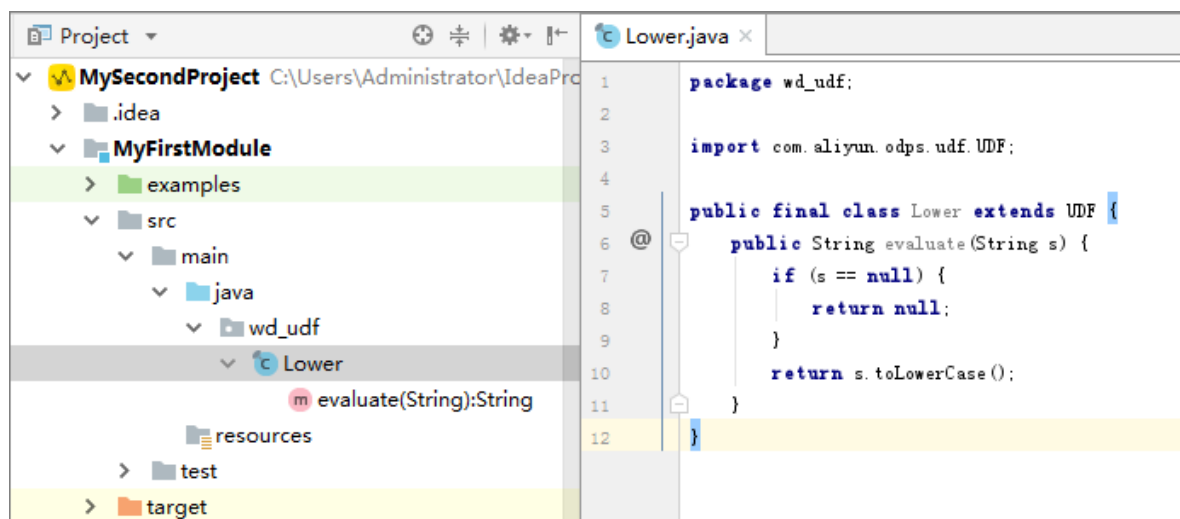 Project
MySecondProject C:\Users\Administrator\IdeaPro
.idea
MyFirstModule
examples
src
main
java
wd_udf
Lower
evaluate(String):String
resources
test
target
Lower.java
1 package wd_udf;
2
3 import com.aliyun.odps.udf.UDF;
4
5 public final class Lower extends UDF {
6 @ public String evaluate(String s) {
7 if (s == null) {
8 return null;
9 }
10 return s.toLowerCase();
11 }
12 }